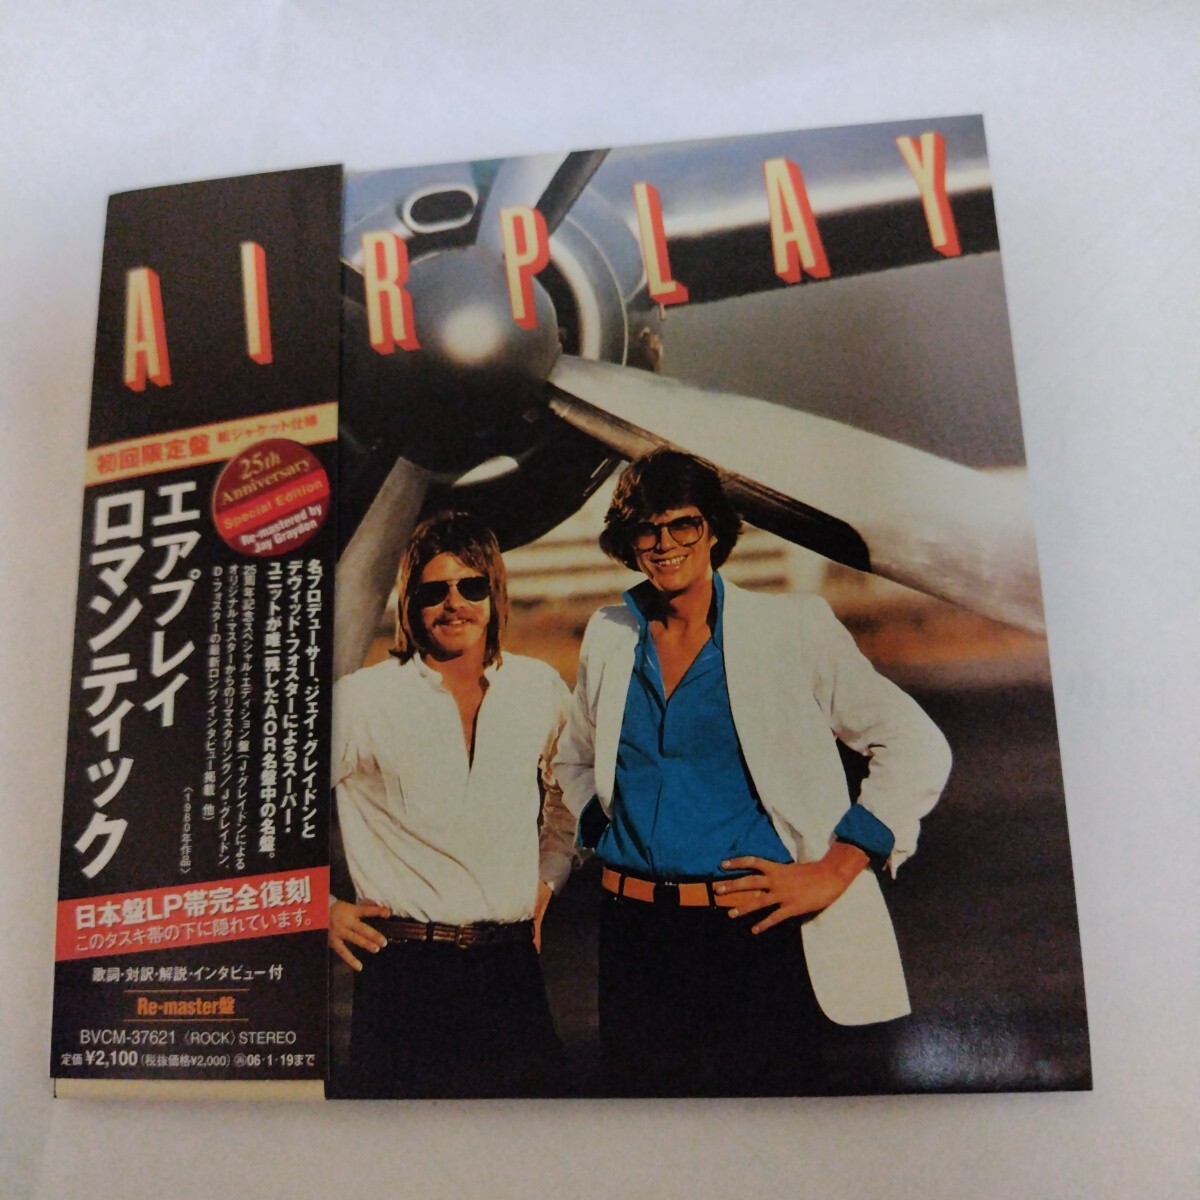 AIRPLAY
初回限定盤 紙ジャケット仕様
25th
Anniversary
Special Edition
Re-mastered by
Jay Graydon
エアプレイ
ロマンティック
〈1980年作品〉
名プロデューサー、ジェイ・グレイドンと
デヴィッド・フォスターによるスーパー・
ユニットが唯一残したAOR名盤中の名盤。
25周年記念スペシャル・エディション盤(J・グレイドンによる
オリジナル・マスターからのリマスタリング/J・グレイドン、
D・フォスターの最新ロング・インタビュー掲載 他)
日本盤LP帯完全復刻
このタスキ帯の下に隠れています。
歌詞・対訳・解説・インタビュー付
Re-master盤
BVCM-37621 〈ROCK〉STEREO
定価¥2,100(税抜価格¥2,000) ㊢06・1・19まで